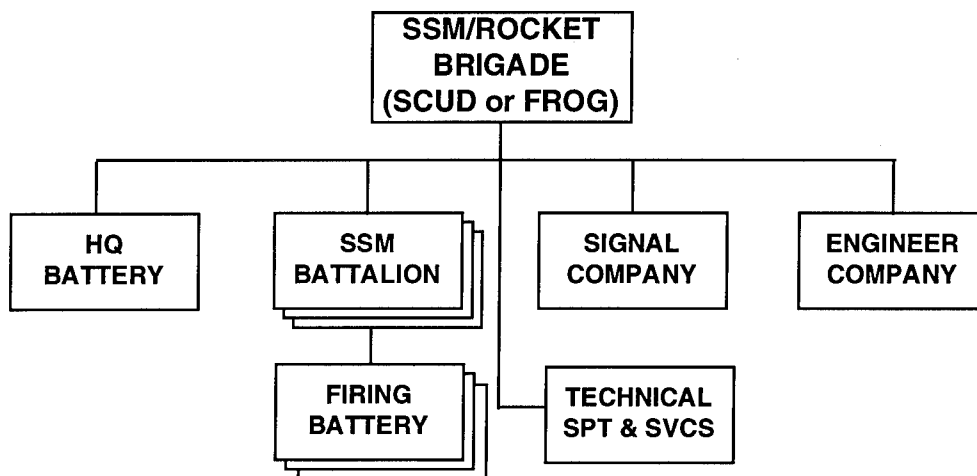 SSM/ROCKET
BRIGADE
(SCUD or FROG)
HQ
BATTERY
SSM
BATTALION
SIGNAL
COMPANY
ENGINEER
COMPANY
FIRING
BATTERY
TECHNICAL
SPT & SVCS